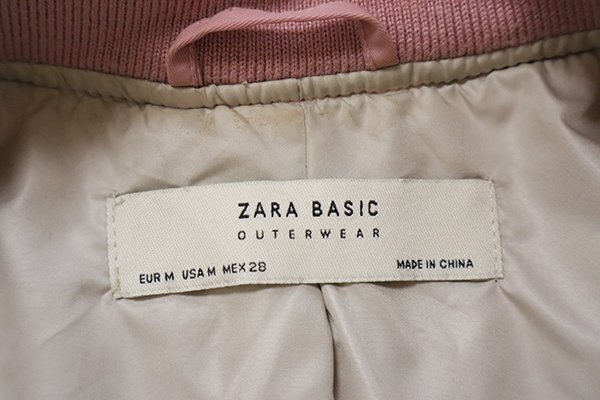 ZARA BASIC
OUTERWEAR
EUR M USA M MEX 28 MADE IN CHINA